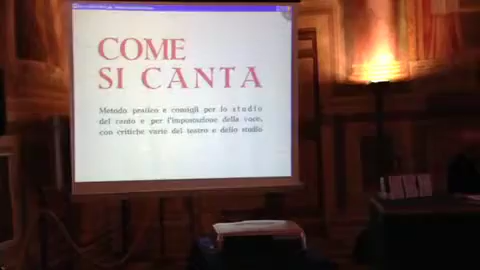 COME
SI CANTA
Metodo pratico e consigli per lo studio
del canto e per l'impostazione della voce,
con critiche varie del teatro e dello studio